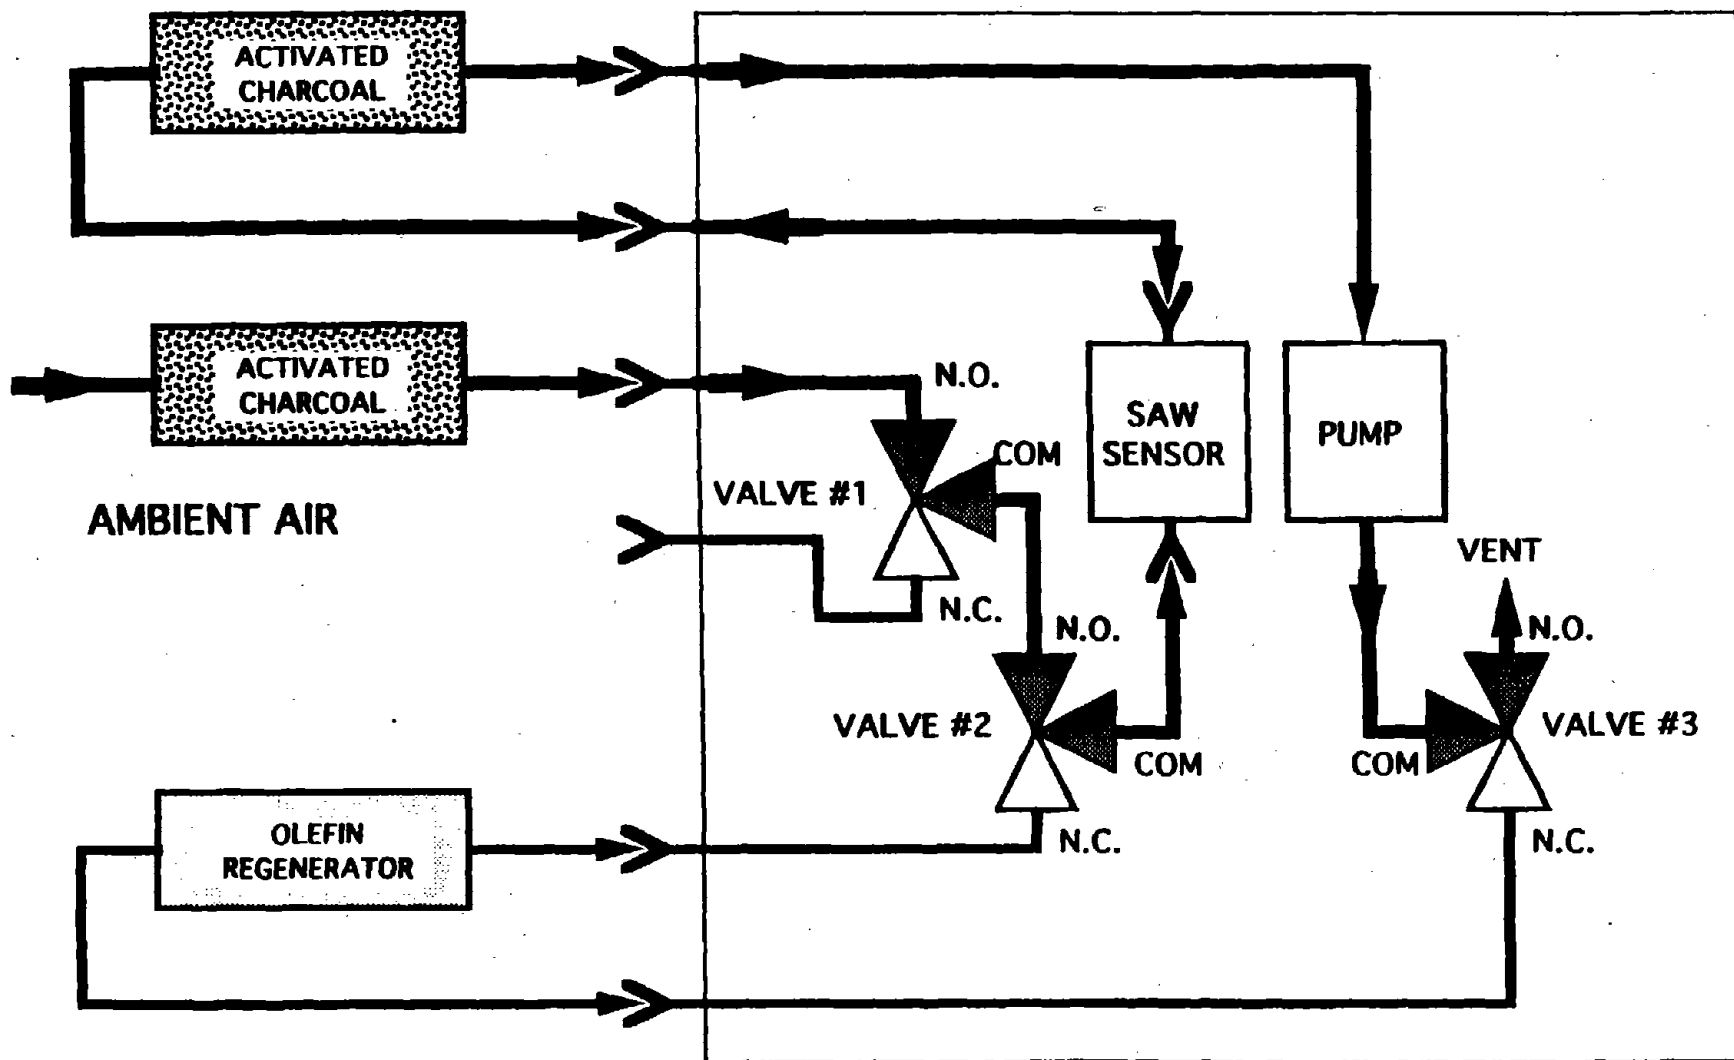 ACTIVATED
CHARCOAL
ACTIVATED
CHARCOAL
N.O.
COM
VALVE #1
N.C.
SAW
SENSOR
PUMP
AMBIENT AIR
VENT
N.O.
N.O.
VALVE #2
COM
COM
VALVE #3
OLEFIN
REGENERATOR
N.C.
N.C.